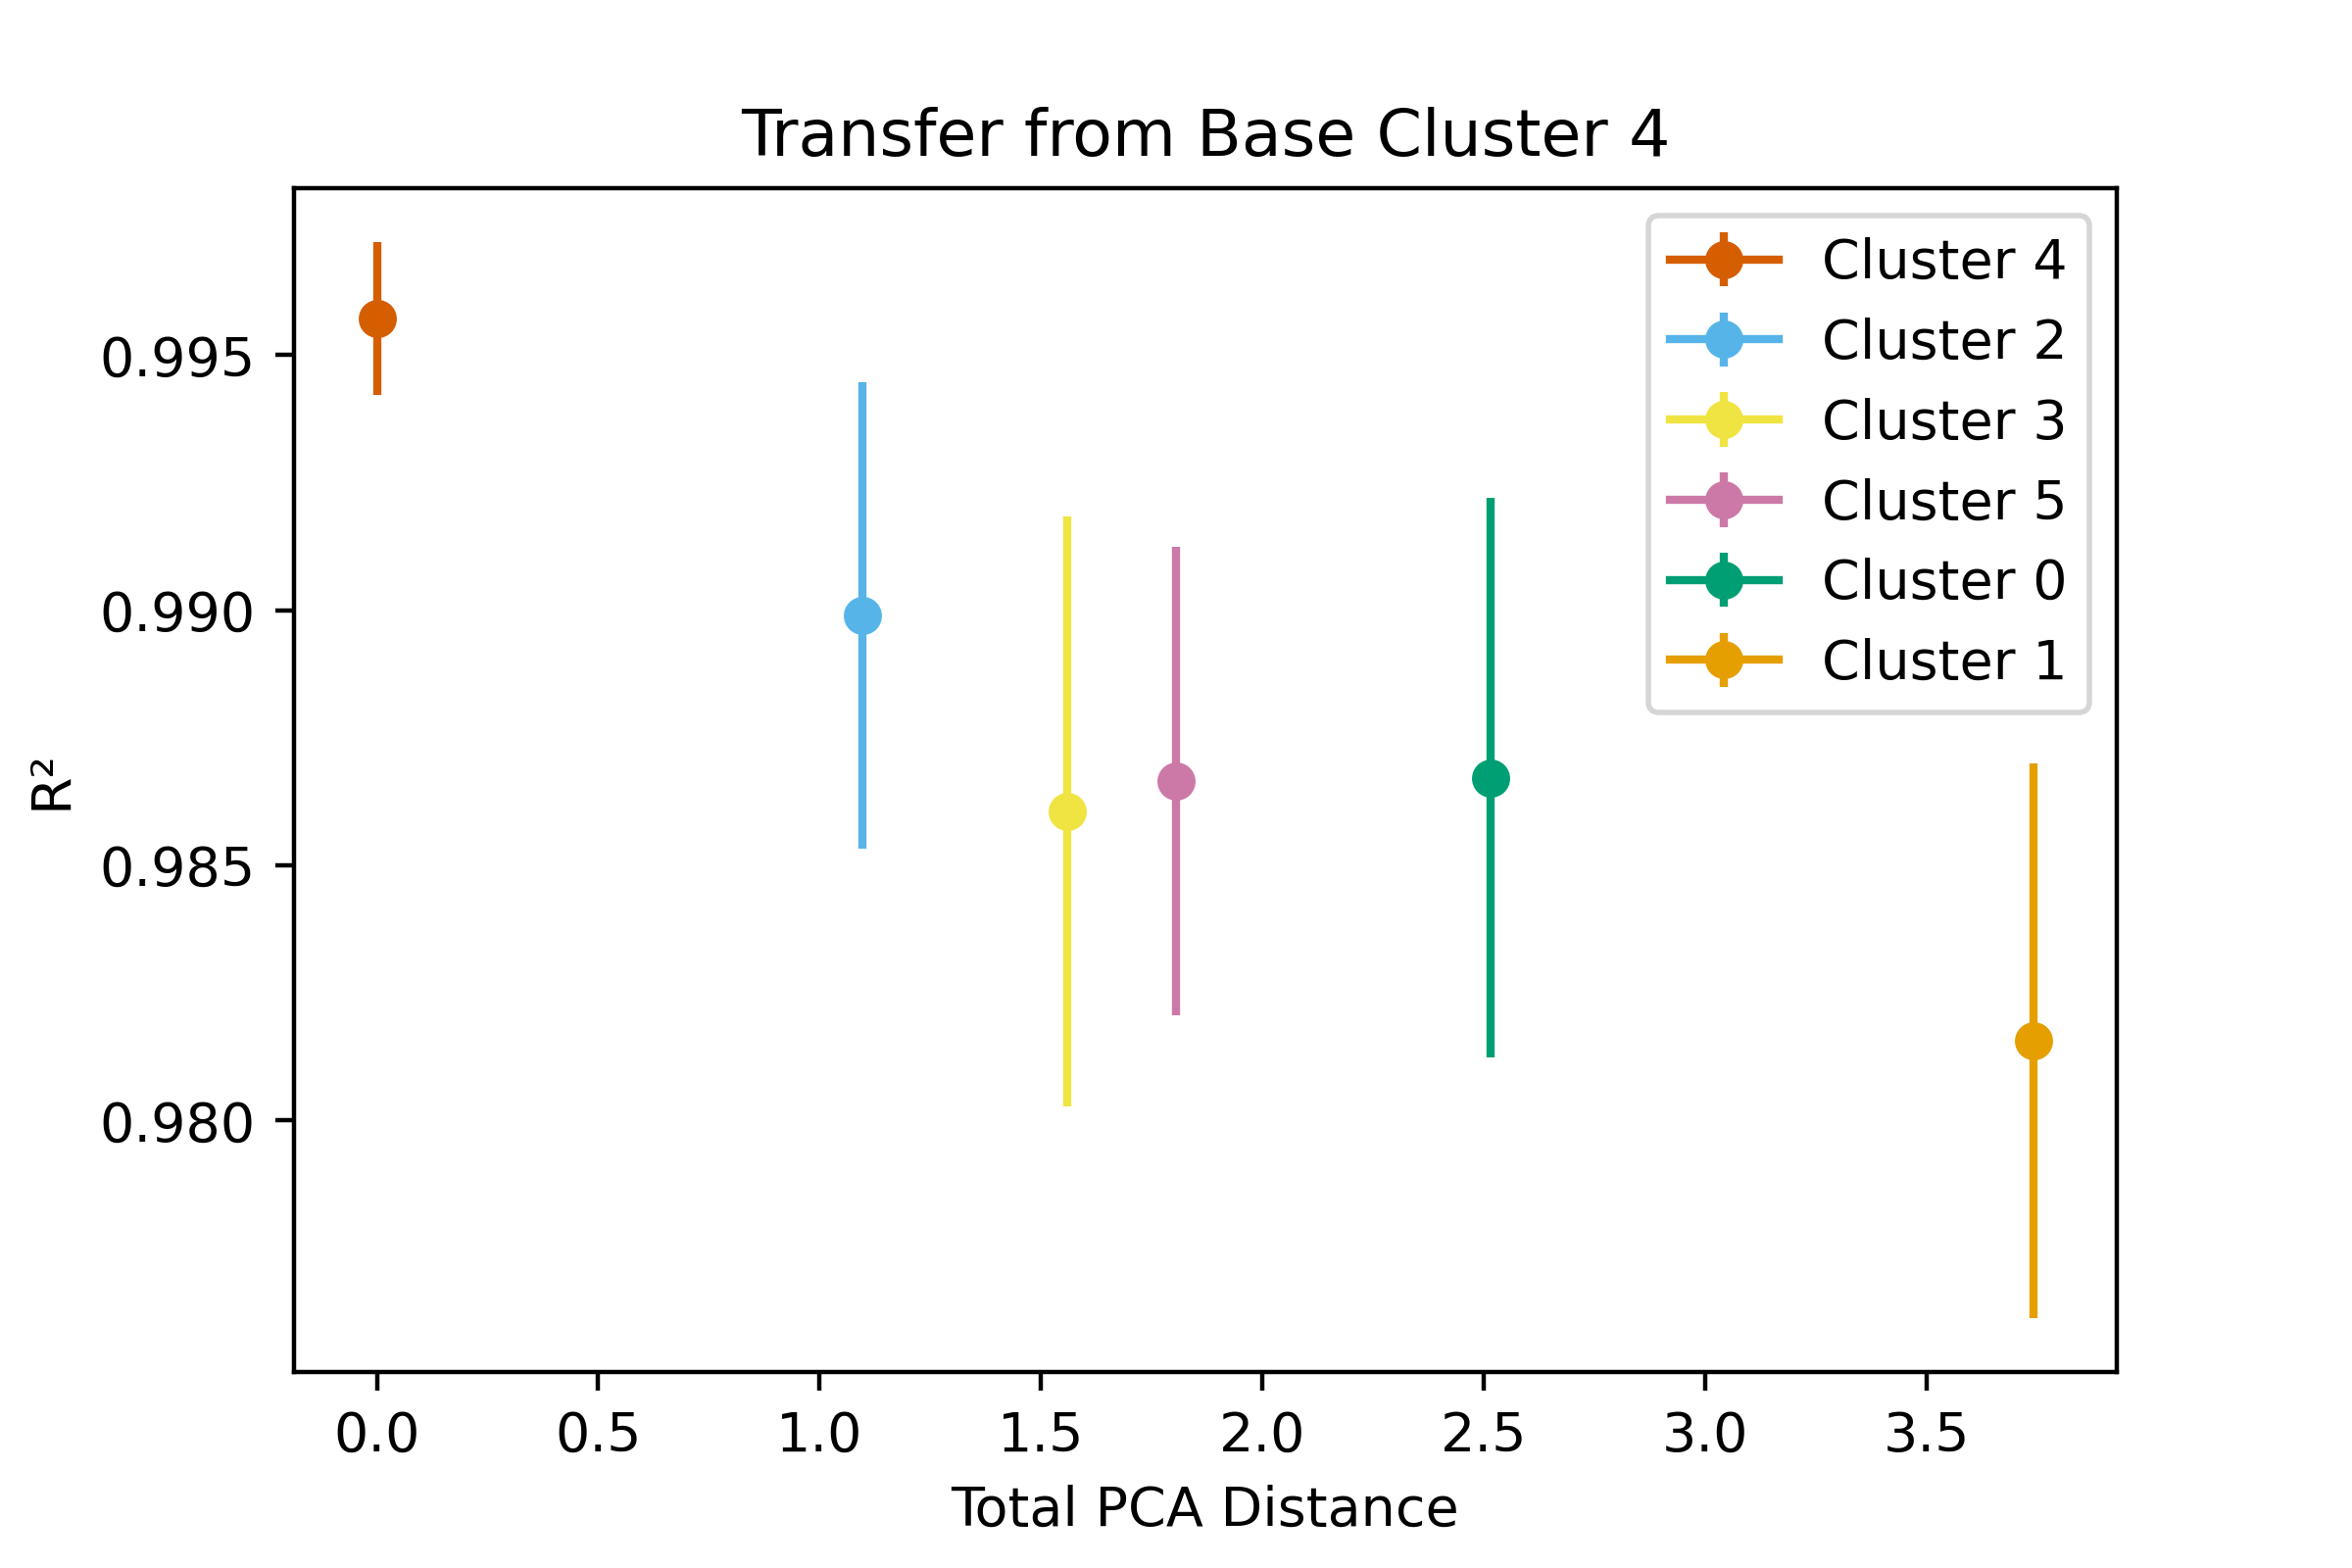 Transfer from Base Cluster 4
Cluster 4
Cluster 2
Cluster 3
Cluster 5
Cluster 0
Cluster 1
R²
0.995
0.990
0.985
0.980
0.0 0.5 1.0 1.5 2.0 2.5 3.0 3.5
Total PCA Distance